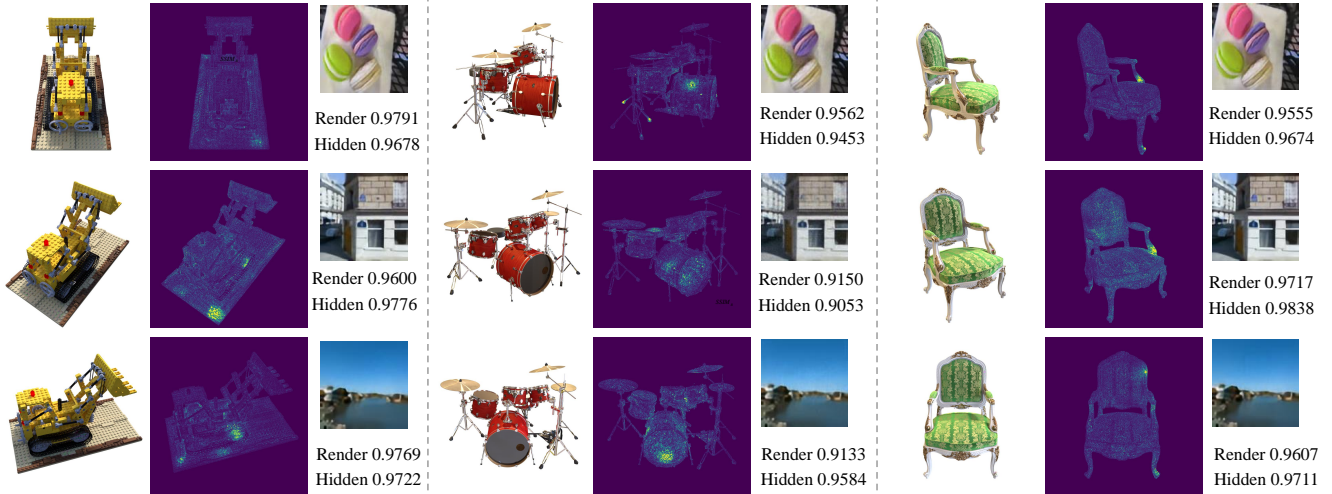 Render 0.9791
Hidden 0.9678
Render 0.9562
Hidden 0.9453
Render 0.9555
Hidden 0.9674
Render 0.9600
Hidden 0.9776
Render 0.9150
Hidden 0.9053
Render 0.9717
Hidden 0.9838
Render 0.9769
Hidden 0.9722
Render 0.9133
Hidden 0.9584
Render 0.9607
Hidden 0.9711